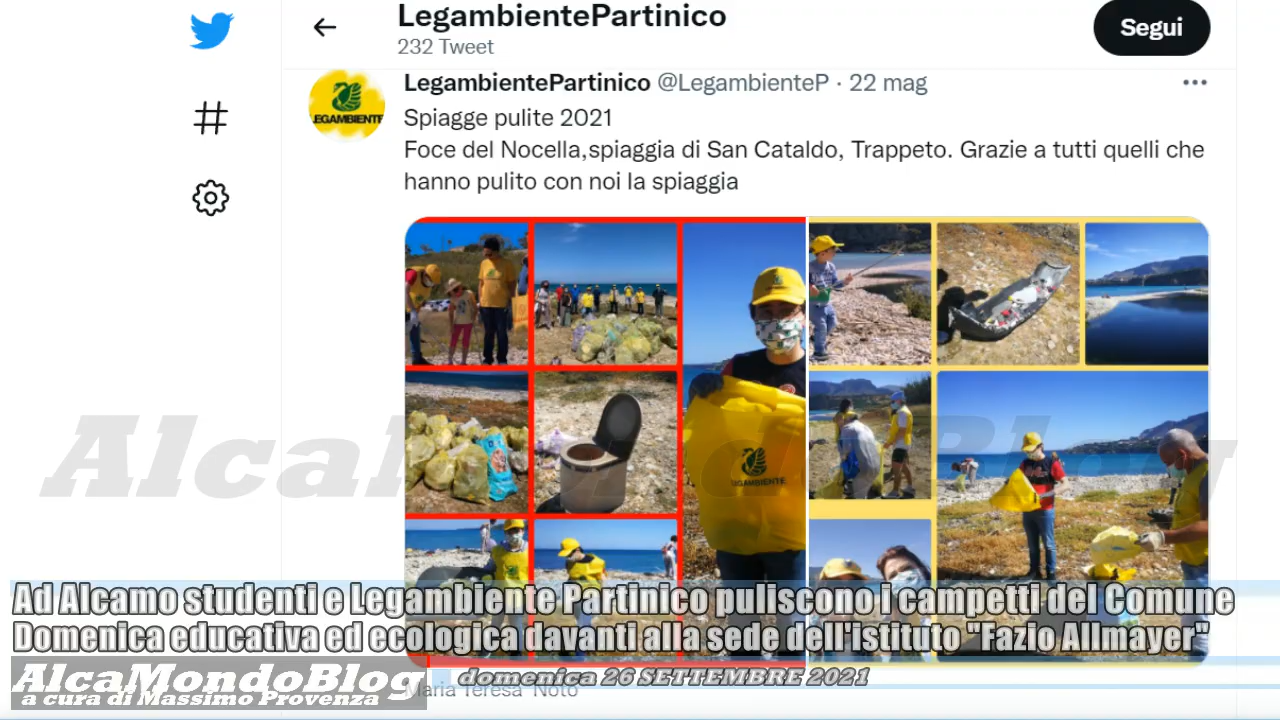 LegambientePartinico
232 Tweet
Segui
LegambientePartinico @LegambienteP · 22 mag
LEGAMBIENTE
Spiagge pulite 2021
Foce del Nocella,spiaggia di San Cataldo, Trappeto. Grazie a tutti quelli che
hanno pulito con noi la spiaggia
LEGAMBIENTE
AlcaMondoBlog
Ad Alcamo studenti e Legambiente Partinico puliscono i campetti del Comune
Domenica educativa ed ecologica davanti alla sede dell'istituto "Fazio Allmayer"
AlcaMondoBlog
a cura di Massimo Provenza
domenica 26 SETTEMBRE 2021
Maria Teresa Noto